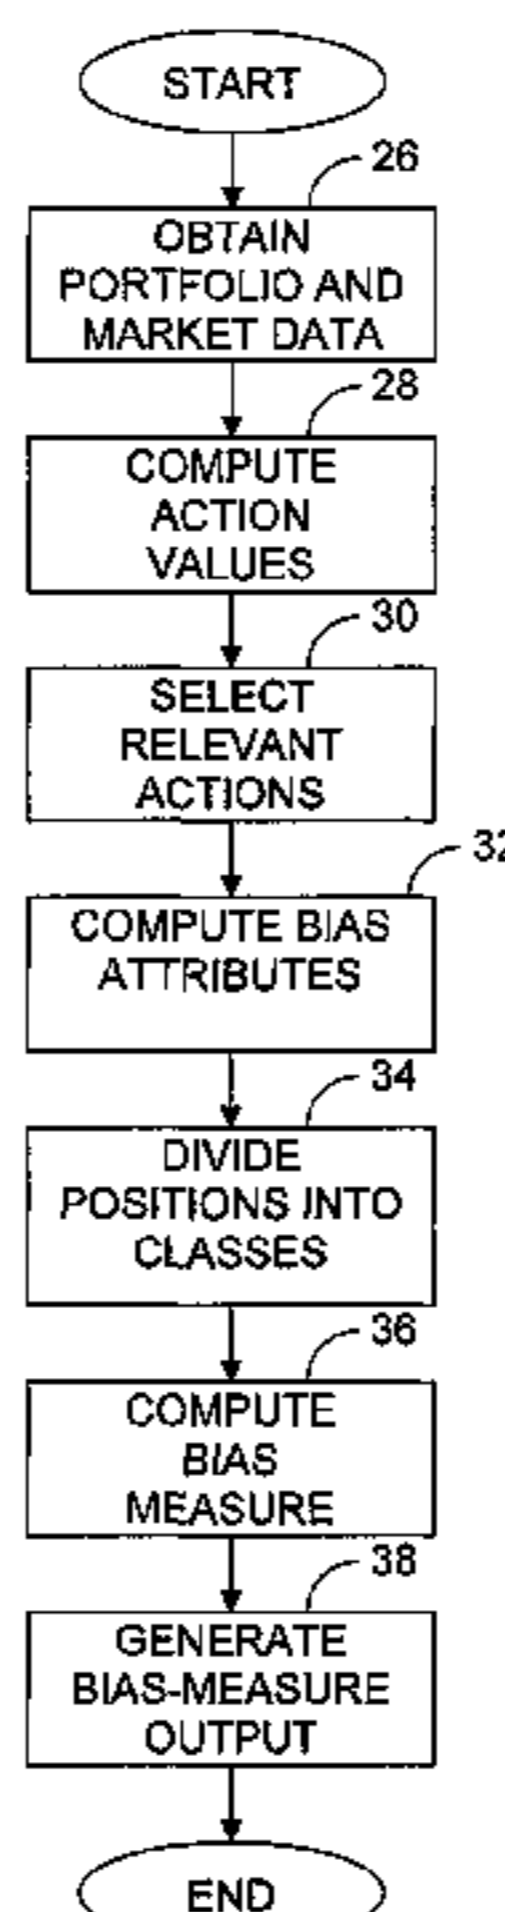 START
26
OBTAIN
PORTFOLIO AND
MARKET DATA
28
COMPUTE
ACTION
VALUES
30
SELECT
RELEVANT
ACTIONS
32
COMPUTE BIAS
ATTRIBUTES
34
DIVIDE
POSITIONS INTO
CLASSES
36
COMPUTE
BIAS
MEASURE
38
GENERATE
BIAS-MEASURE
OUTPUT
END